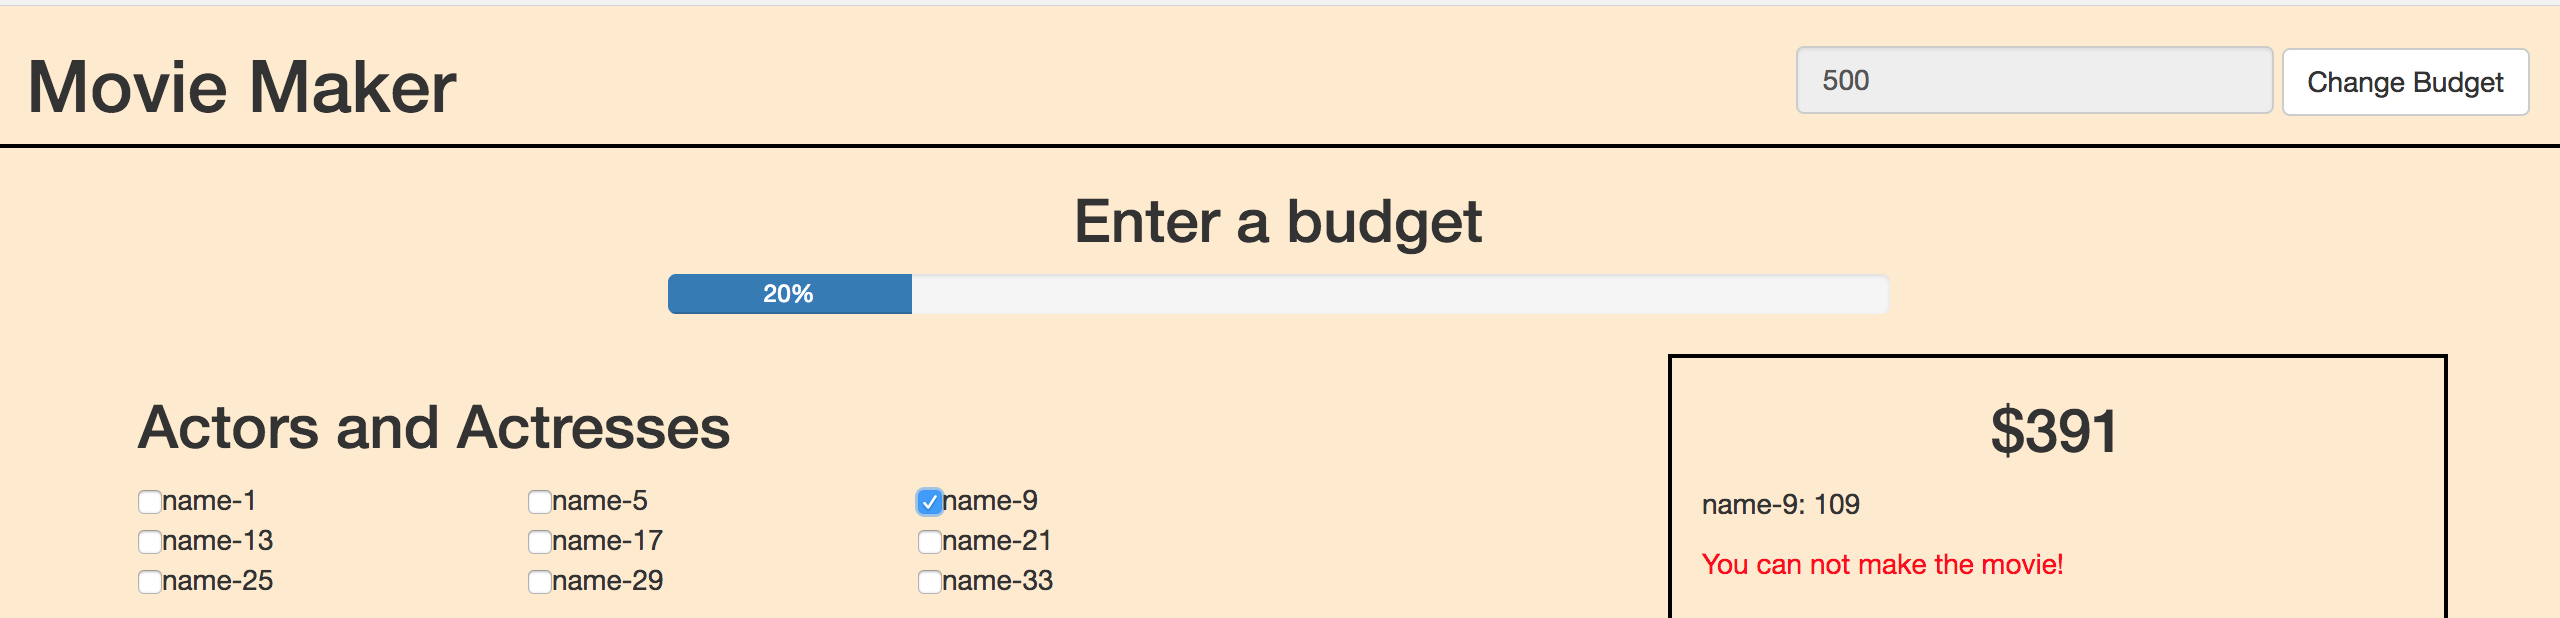 Movie Maker
500
Change Budget
Enter a budget
20%
Actors and Actresses
name-1
name-5
name-9
name-13
name-17
name-21
name-25
name-29
name-33
$391
name-9: 109
You can not make the movie!